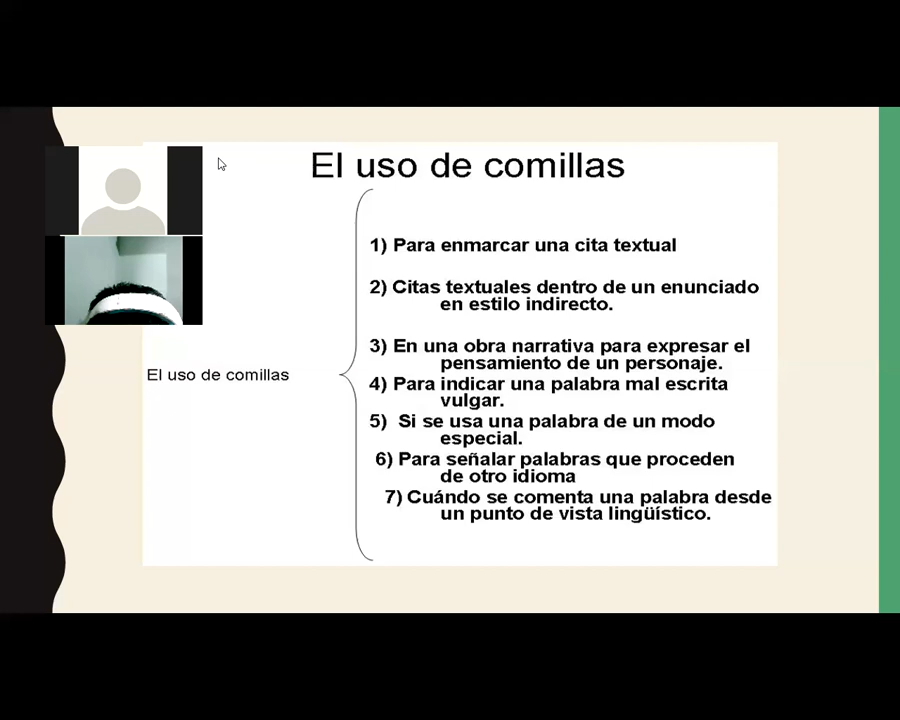 El uso de comillas
1) Para enmarcar una cita textual
2) Citas textuales dentro de un enunciado
en estilo indirecto.
3) En una obra narrativa para expresar el
pensamiento de un personaje.
El uso de comillas
4) Para indicar una palabra mal escrita
vulgar.
5) Si se usa una palabra de un modo
especial.
6) Para señalar palabras que proceden
de otro idioma
7) Cuándo se comenta una palabra desde
un punto de vista lingüístico.